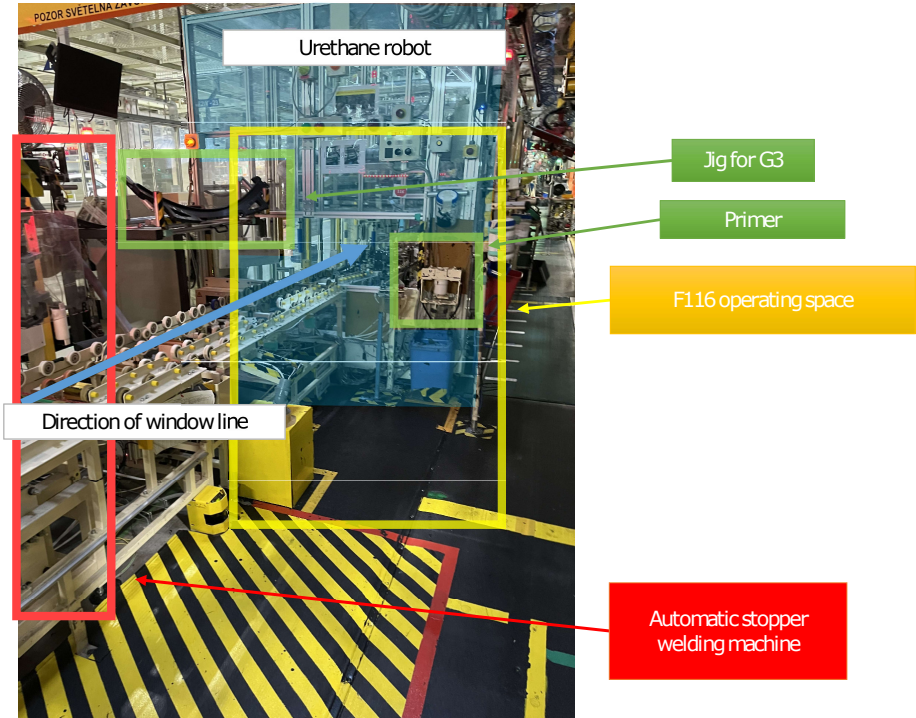 POZOR SVĚTELNÁ ZÁVO
Urethane robot
Jig for G3
Primer
F116 operating space
Direction of window line
Automatic stopper
welding machine